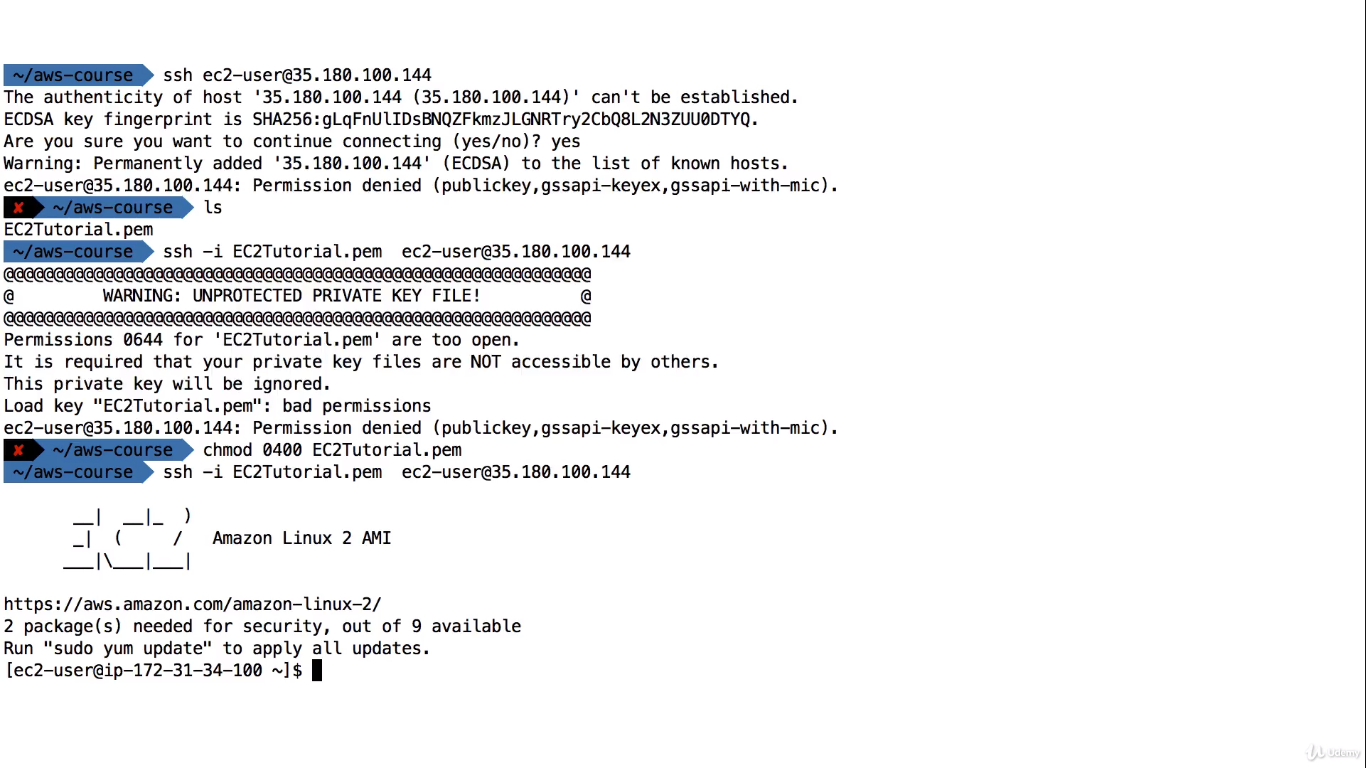 ~/aws-course ssh ec2-user@35.180.100.144
The authenticity of host '35.180.100.144 (35.180.100.144)' can't be established.
ECDSA key fingerprint is SHA256:gLqFnUlIDsBNQZFkmzJLGNRTry2CbQ8L2N3ZUU0DTYQ.
Are you sure you want to continue connecting (yes/no)? yes
Warning: Permanently added '35.180.100.144' (ECDSA) to the list of known hosts.
ec2-user@35.180.100.144: Permission denied (publickey,gssapi-keyex,gssapi-with-mic).
✘ ~/aws-course ls
EC2Tutorial.pem
~/aws-course ssh -i EC2Tutorial.pem  ec2-user@35.180.100.144
@@@@@@@@@@@@@@@@@@@@@@@@@@@@@@@@@@@@@@@@@@@@@@@@@@@@@@@@@@@
@         WARNING: UNPROTECTED PRIVATE KEY FILE!          @
@@@@@@@@@@@@@@@@@@@@@@@@@@@@@@@@@@@@@@@@@@@@@@@@@@@@@@@@@@@
Permissions 0644 for 'EC2Tutorial.pem' are too open.
It is required that your private key files are NOT accessible by others.
This private key will be ignored.
Load key "EC2Tutorial.pem": bad permissions
ec2-user@35.180.100.144: Permission denied (publickey,gssapi-keyex,gssapi-with-mic).
✘ ~/aws-course chmod 0400 EC2Tutorial.pem
~/aws-course ssh -i EC2Tutorial.pem  ec2-user@35.180.100.144
       __|  __|_  )
       _|  (     /   Amazon Linux 2 AMI
      ___|\___|___|
https://aws.amazon.com/amazon-linux-2/
2 package(s) needed for security, out of 9 available
Run "sudo yum update" to apply all updates.
[ec2-user@ip-172-31-34-100 ~]$
Udemy